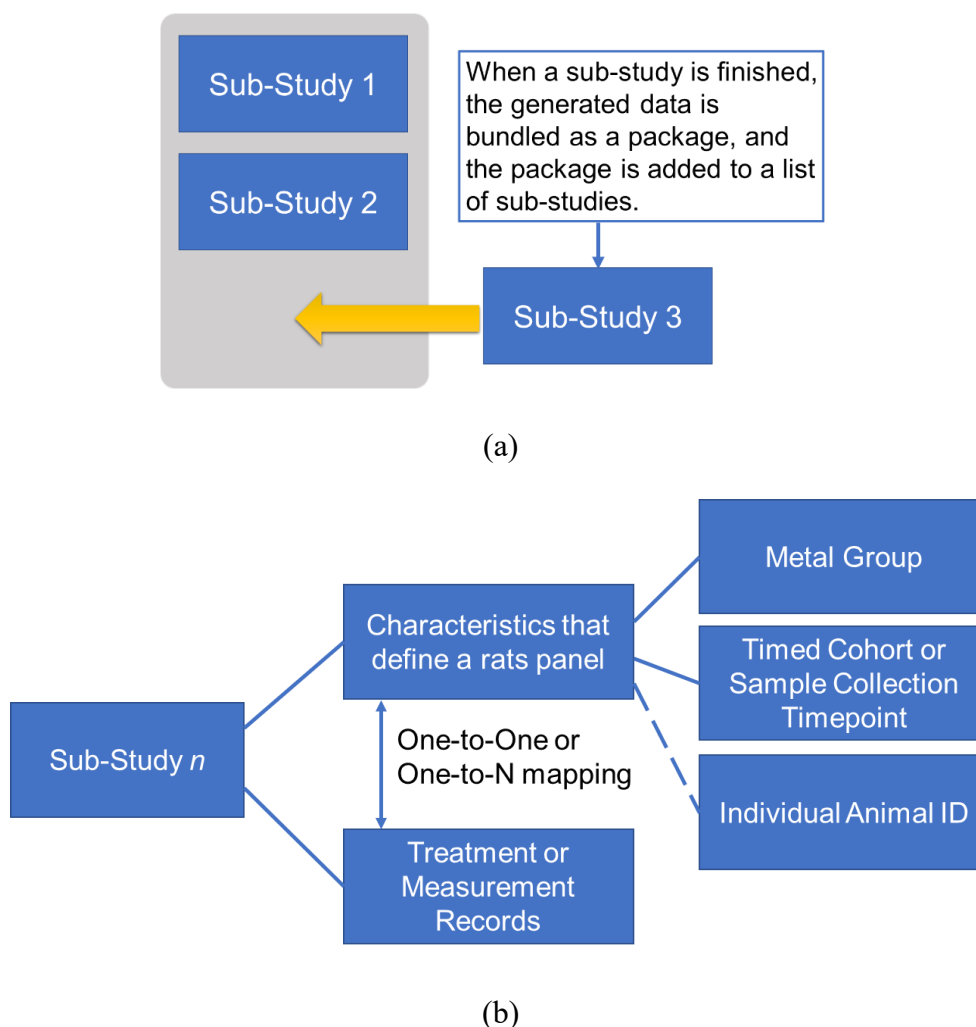 Sub-Study 1
Sub-Study 2
When a sub-study is finished,
the generated data is
bundled as a package, and
the package is added to a list
of sub-studies.
Sub-Study 3
(a)
Sub-Study n
Characteristics that
define a rats panel
One-to-One or
One-to-N mapping
Treatment or
Measurement
Records
Metal Group
Timed Cohort or
Sample Collection
Timepoint
Individual Animal ID
(b)